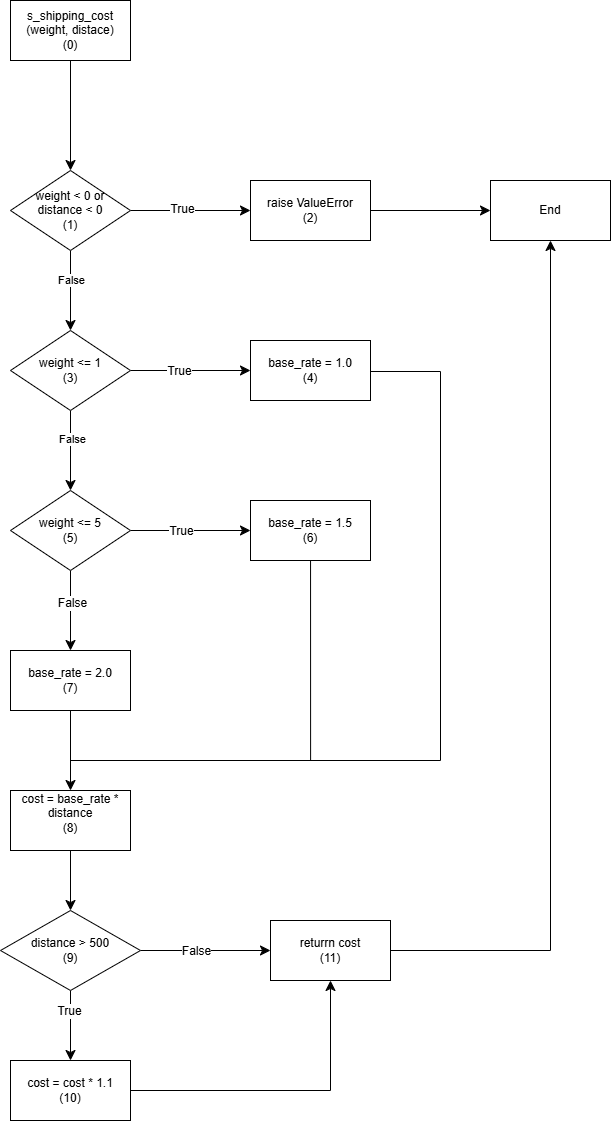 s_shipping_cost
(weight, distace)
(0)
weight < 0 or
distance < 0
(1)
True
raise ValueError
(2)
End
False
weight <= 1
(3)
True
base_rate = 1.0
(4)
False
weight <= 5
(5)
True
base_rate = 1.5
(6)
False
base_rate = 2.0
(7)
cost = base_rate *
distance
(8)
distance > 500
(9)
False
returrn cost
(11)
True
cost = cost * 1.1
(10)